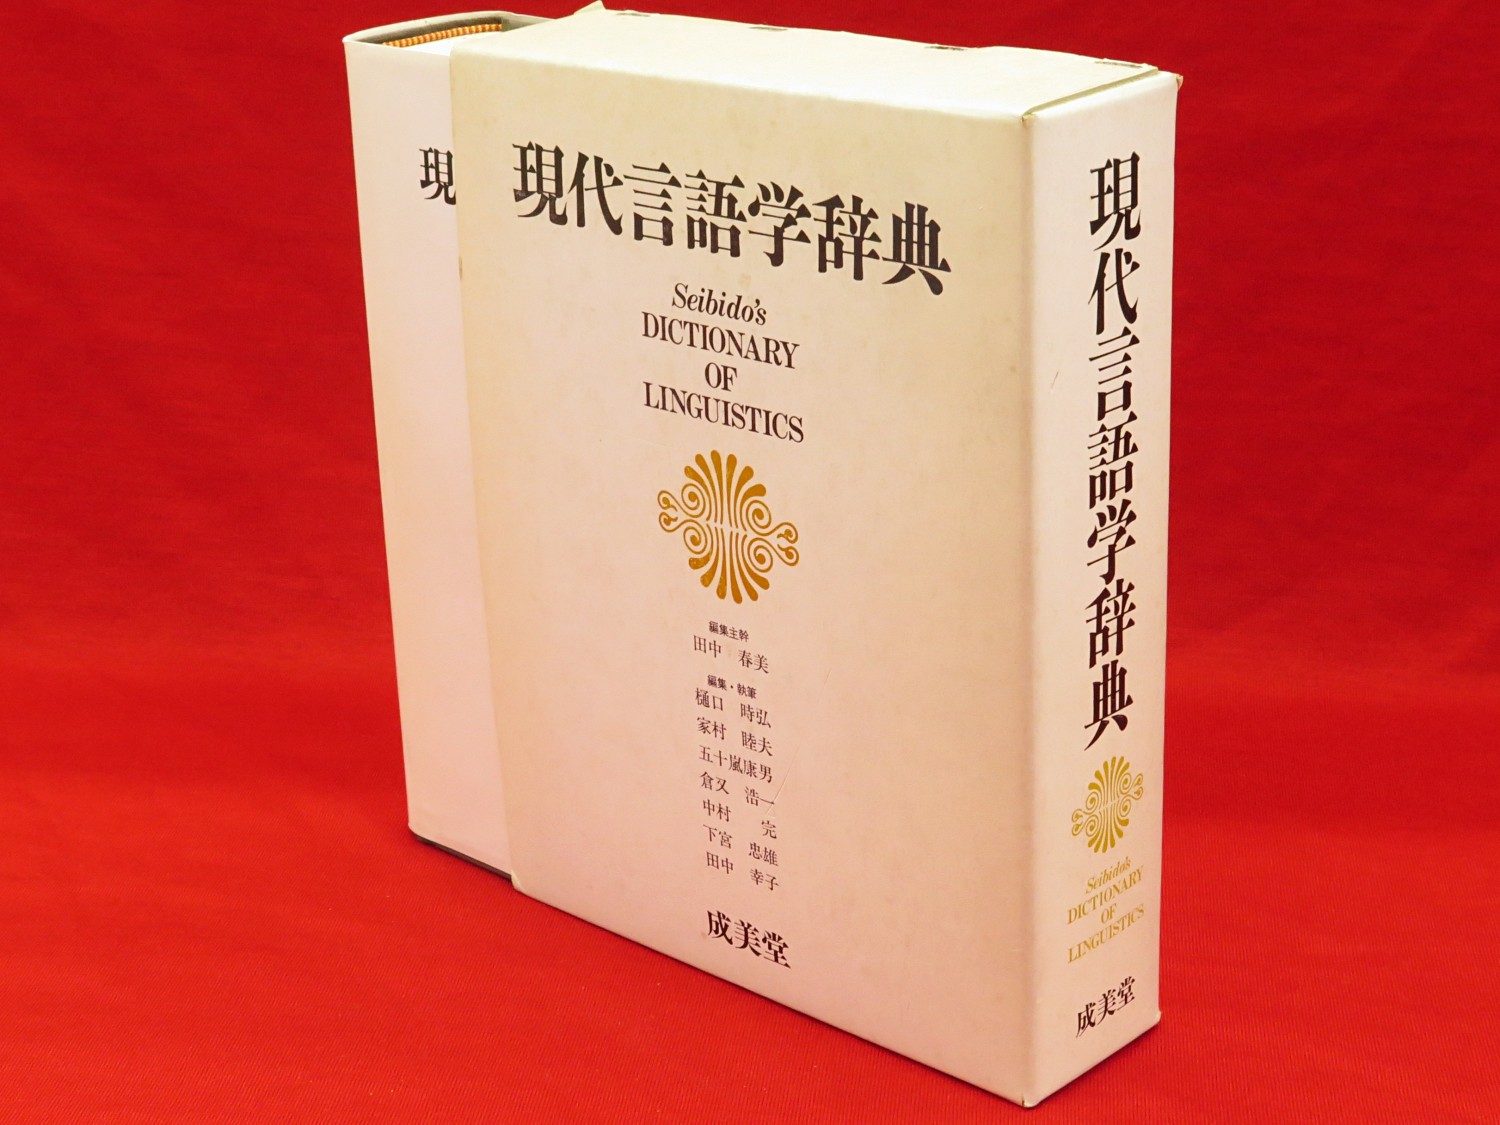 現
現代言語学辞典
Seibido's
DICTIONARY
OF
LINGUISTICS
編集主幹
田中 春美
編集・執筆
樋口 時弘
家村 睦夫
五十嵐康男
倉又 浩一
中村 完
下宮 忠雄
田中 幸子
成美堂
現代言語学辞典
Seibido's
DICTIONARY
OF
LINGUISTICS
成美堂